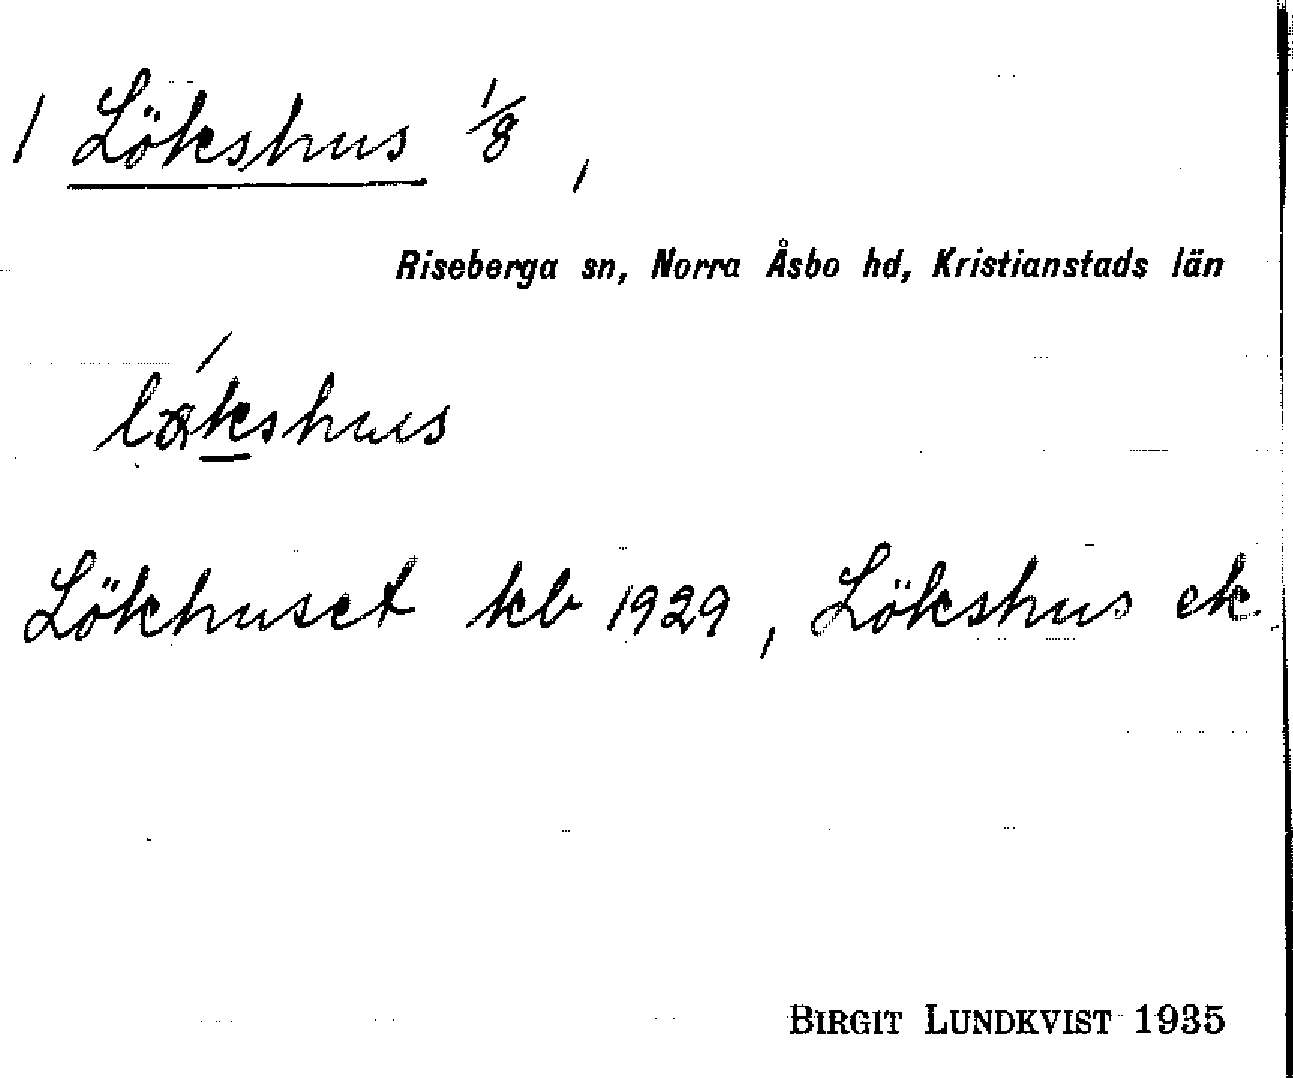 1 Lökshus 1/8,
Riseberga sn, Norra Åsbo hd, Kristianstads län
Lökhuset kb 1929, Lökshus ek.
BIRGIT LUNDKVIST 1935